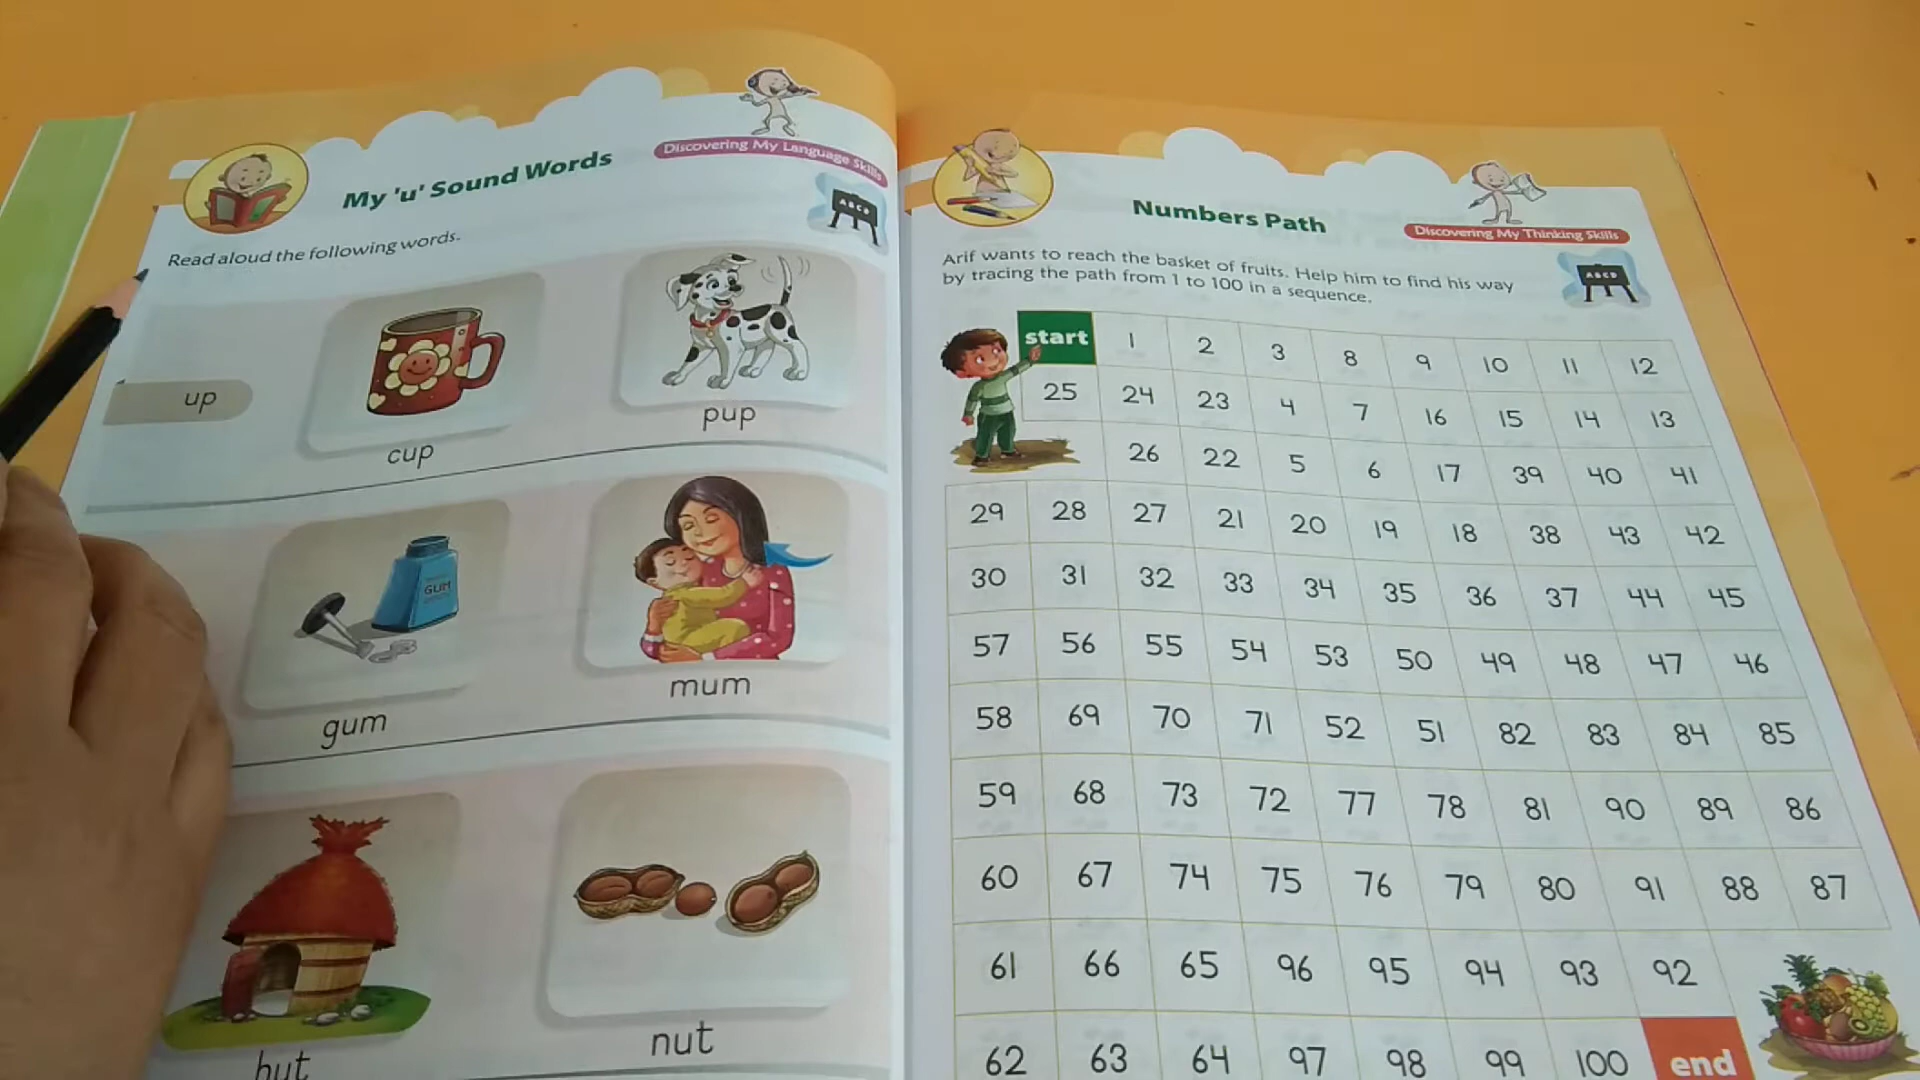 My 'u' Sound Words
Discovering My Language Skills
ABCD
Read aloud the following words.
up
cup
pup
GUM
gum
mum
hut
nut
Numbers Path
Discovering My Thinking Skills
ABCD
Arif wants to reach the basket of fruits. Help him to find his way
by tracing the path from 1 to 100 in a sequence.
start 1 2 3 8 9 10 11 12
25 24 23 4 7 16 15 14 13
26 22 5 6 17 39 40 41
29 28 27 21 20 19 18 38 43 42
30 31 32 33 34 35 36 37 44 45
57 56 55 54 53 50 49 48 47 46
58 69 70 71 52 51 82 83 84 85
59 68 73 72 77 78 81 90 89 86
60 67 74 75 76 79 80 91 88 87
61 66 65 96 95 94 93 92
62 63 64 97 98 99 100 end